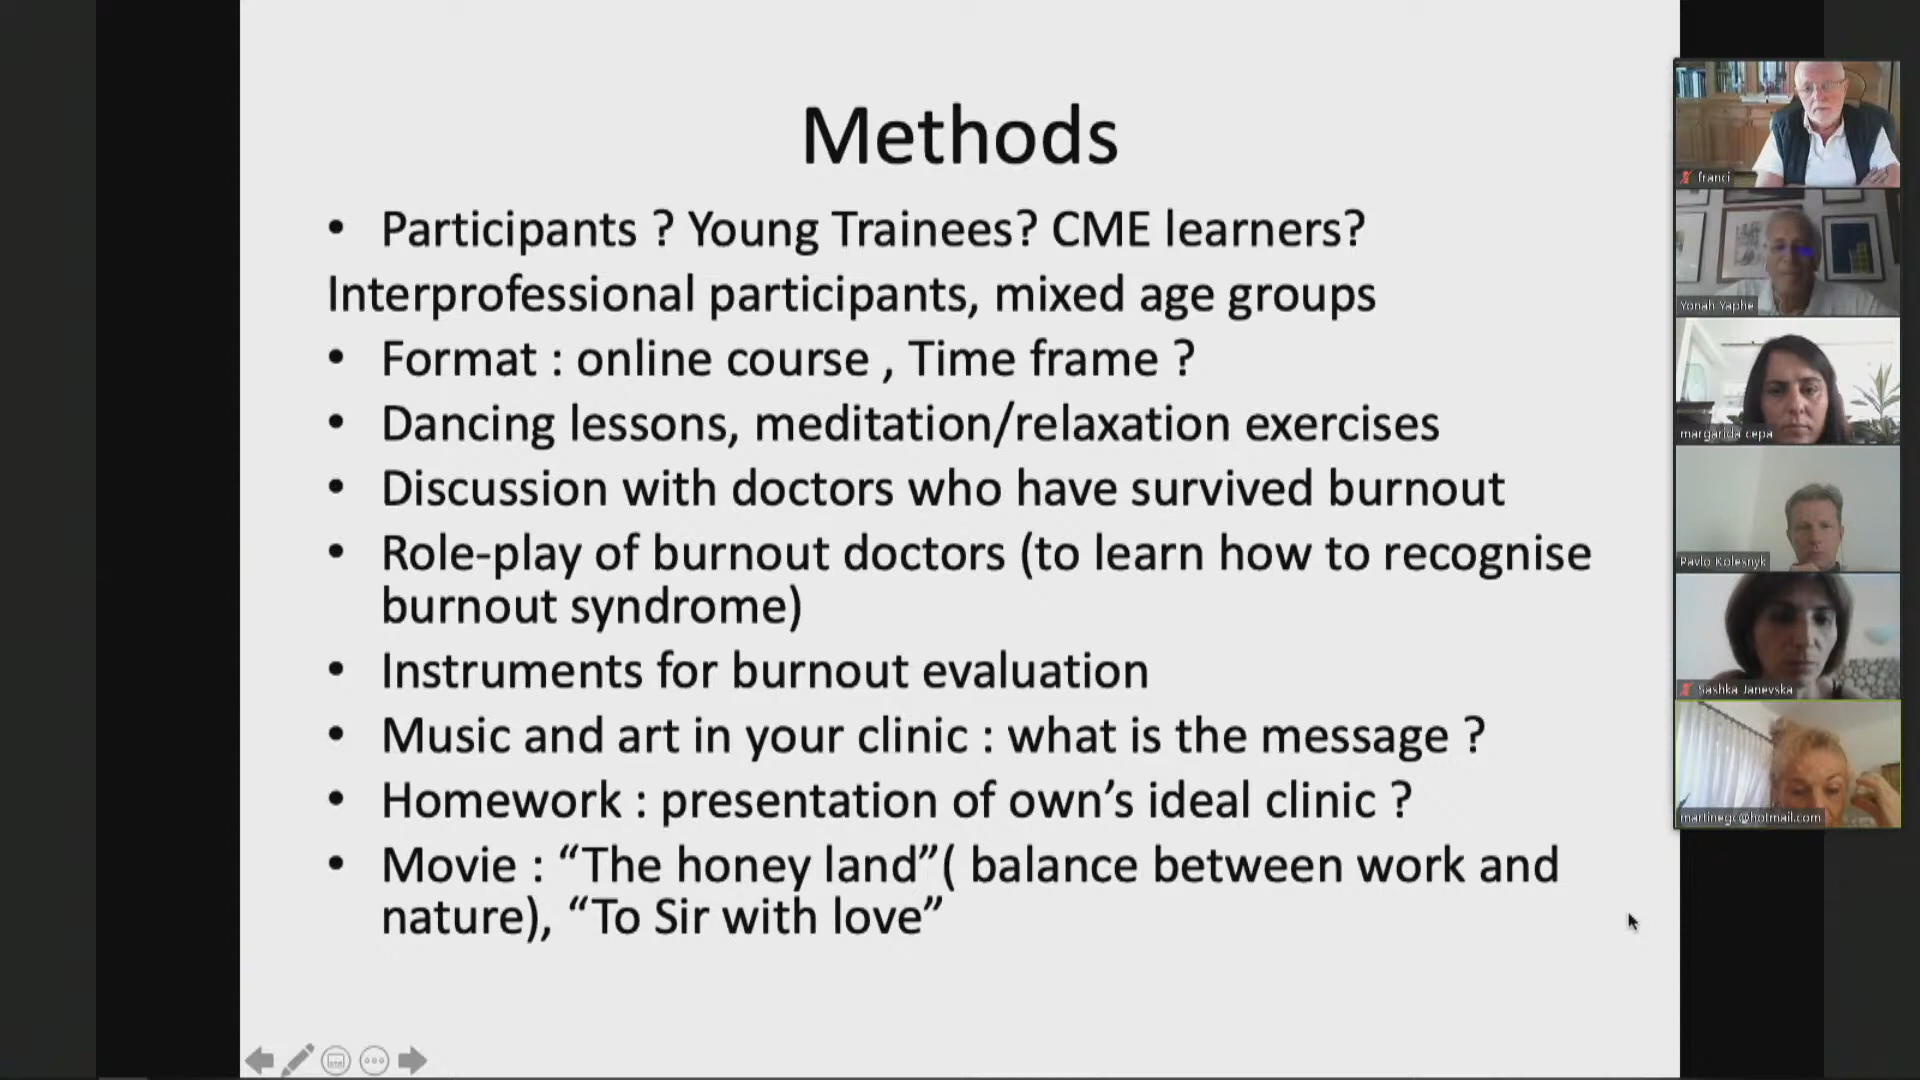 Methods
• Participants ? Young Trainees? CME learners?
Interprofessional participants, mixed age groups
• Format : online course , Time frame ?
• Dancing lessons, meditation/relaxation exercises
• Discussion with doctors who have survived burnout
• Role-play of burnout doctors (to learn how to recognise
burnout syndrome)
• Instruments for burnout evaluation
• Music and art in your clinic : what is the message ?
• Homework : presentation of own’s ideal clinic ?
• Movie : “The honey land”( balance between work and
nature), “To Sir with love”
franci
Yonah Yaphe
margarida cepa
Pavlo Kolesnyk
Sashka Janevska
martinegc@hotmail.com